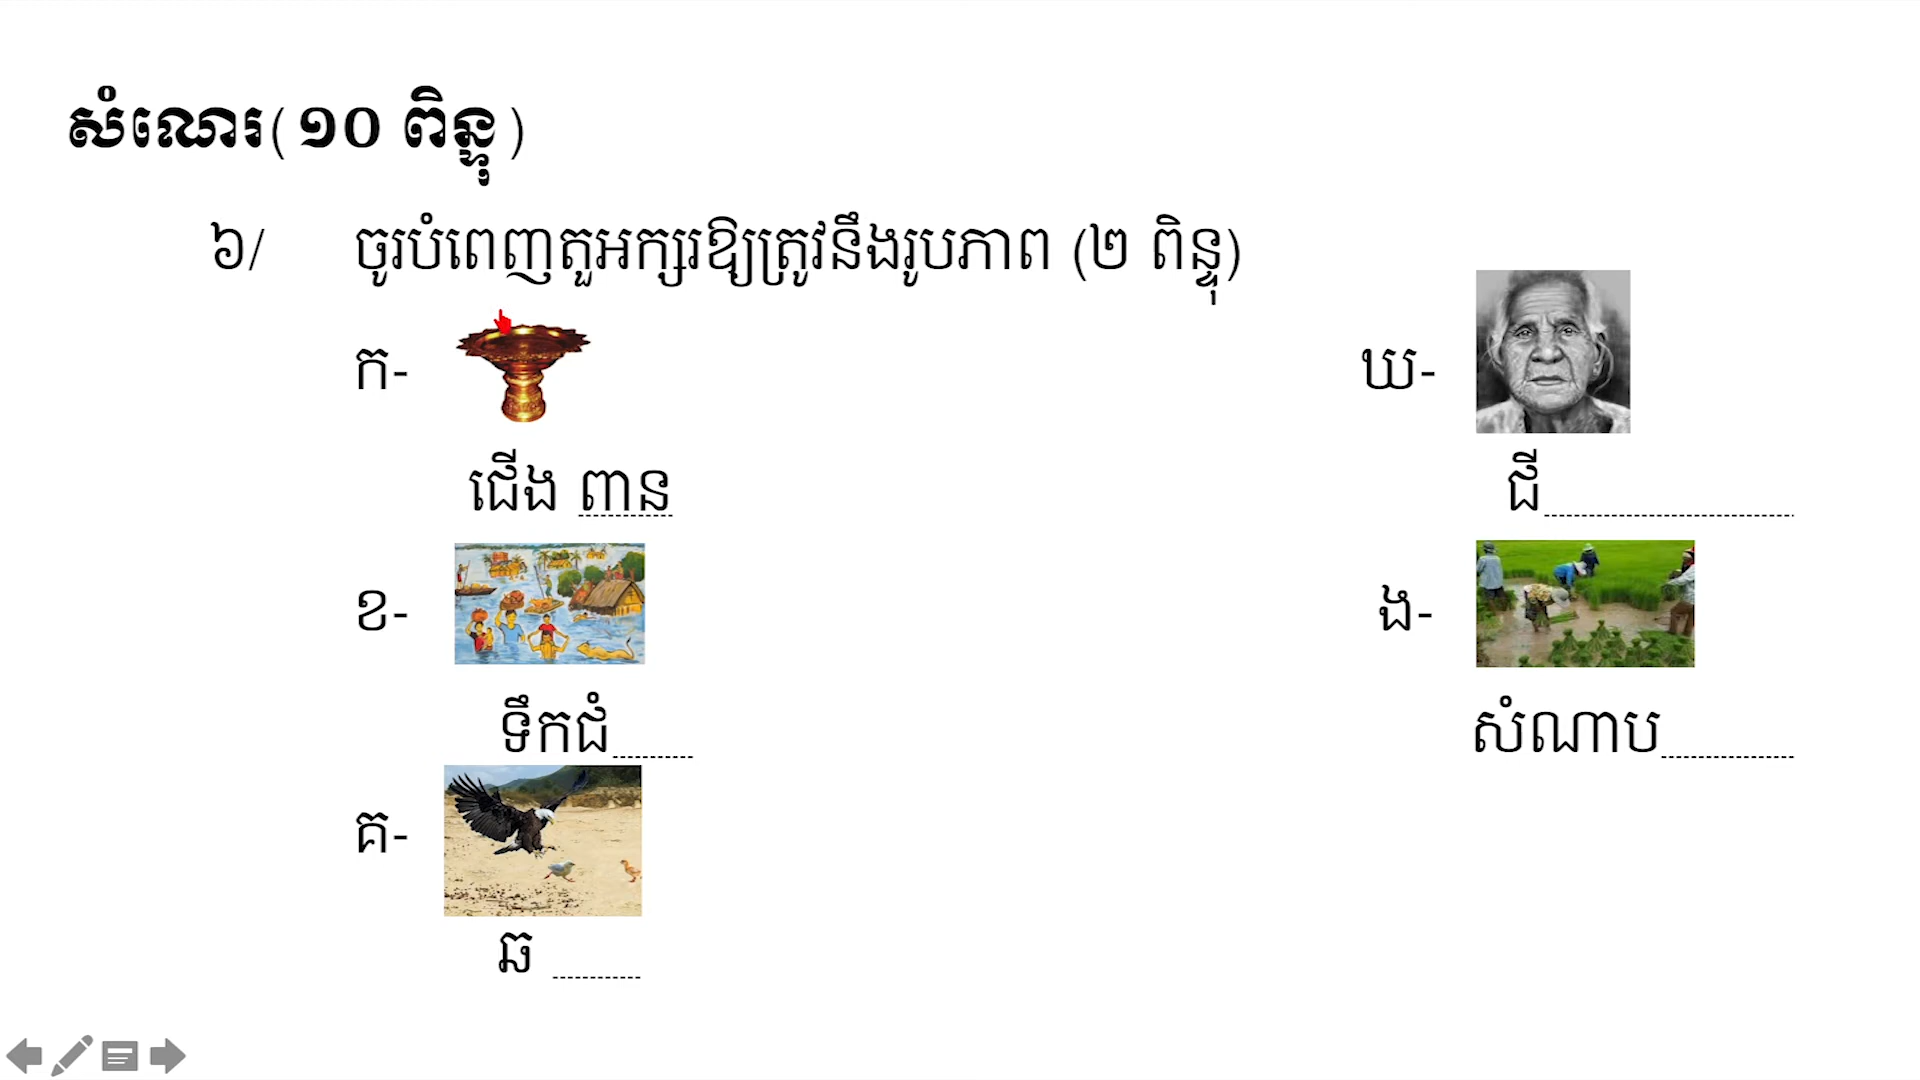 សំណេរ(១០ ពិន្ទុ)
៦/ ចូរបំពេញតួអក្សរឱ្យត្រូវនឹងរូបភាព (២ ពិន្ទុ)
ក-
ជើង ពាន
ខ-
ទឹកជំ
គ-
ឆ
ឃ-
ជី
ង-
សំណាប